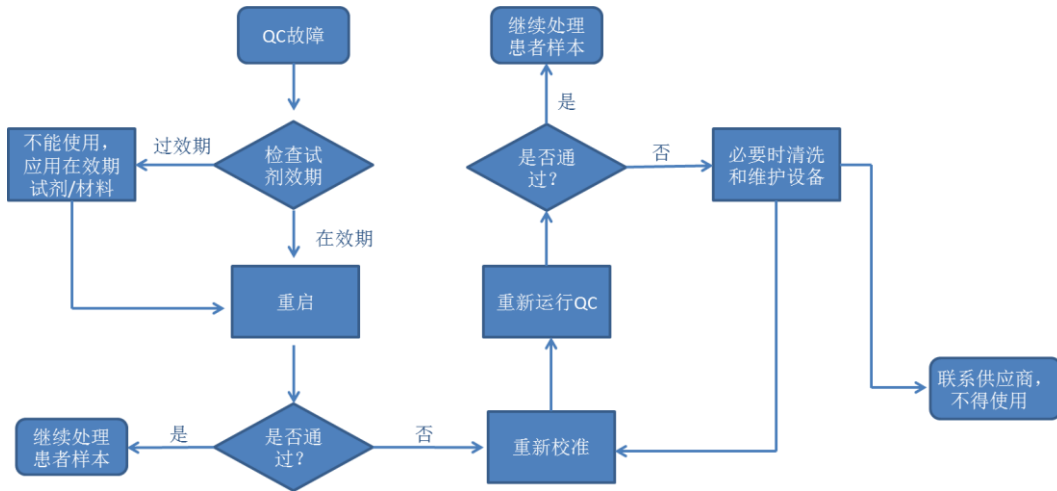 QC故障
过效期
不能使用，
应用在效期
试剂/材料
检查试
剂效期
在效期
重启
是否通
过？
是
继续处理
患者样本
否
重新校准
重新运行QC
是否通
过？
是
继续处理
患者样本
否
必要时清洗
和维护设备
联系供应商，
不得使用